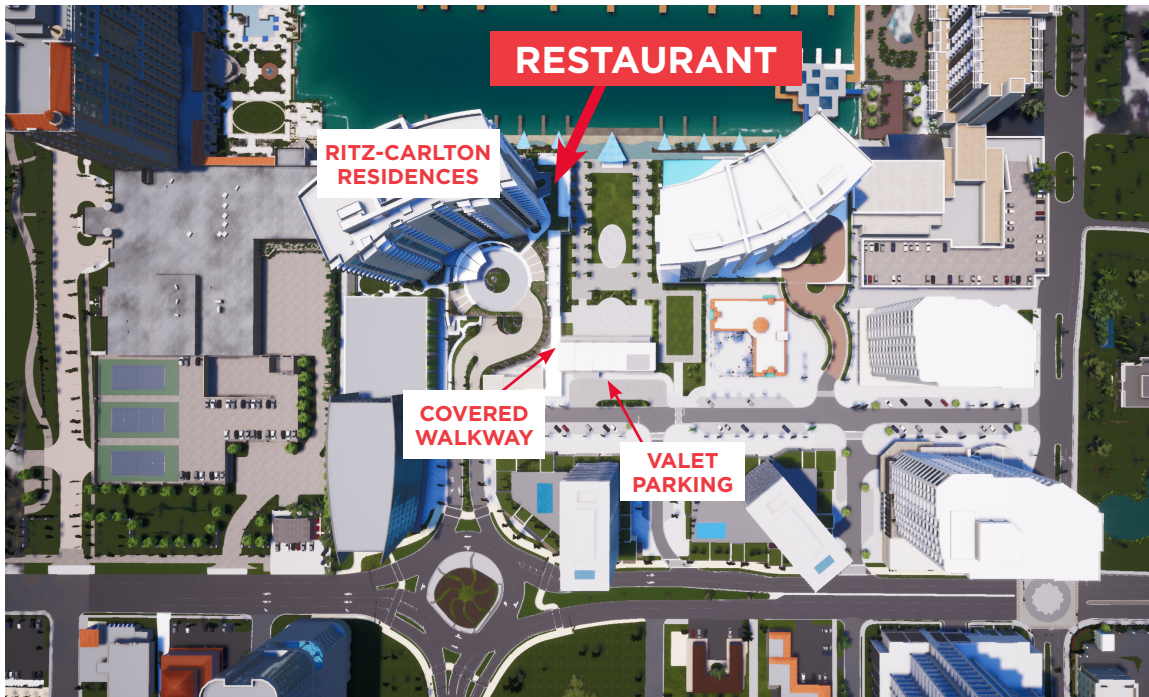 RESTAURANT
RITZ-CARLTON
RESIDENCES
COVERED
WALKWAY
VALET
PARKING